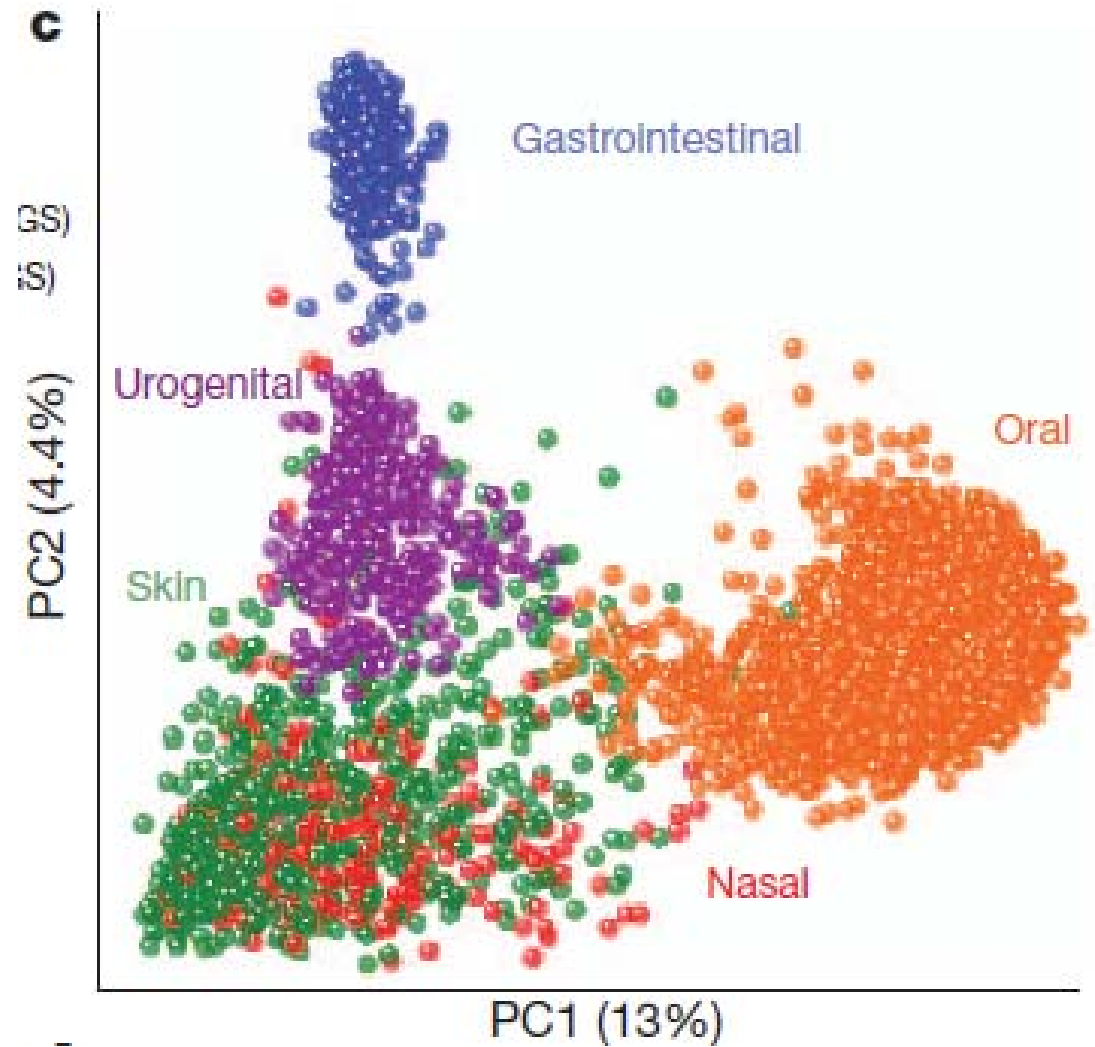 c
Gastrointestinal
GS)
S)
Urogenital
Oral
PC2 (4.4%)
Skin
Nasal
PC1 (13%)